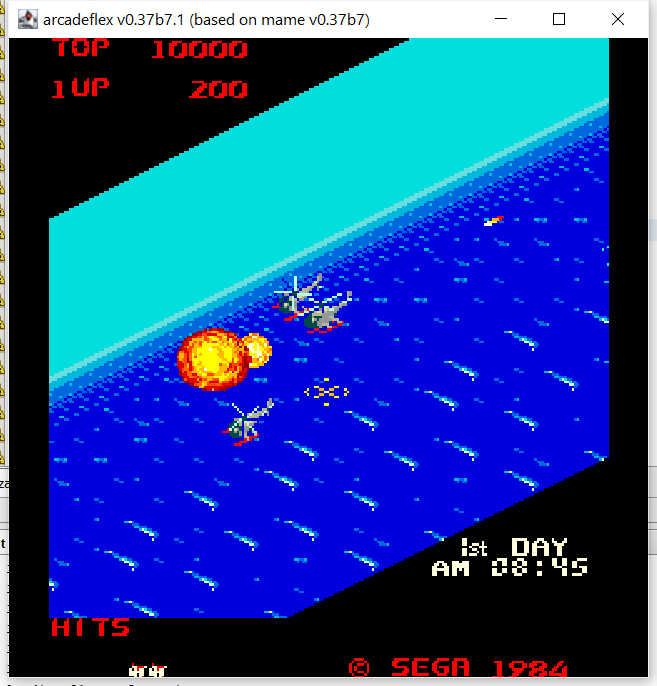 arcadeflex v0.37b7.1 (based on mame v0.37b7)
TOP 10000
1UP 200
1st DAY
AM 08:45
HITS
© SEGA 1984